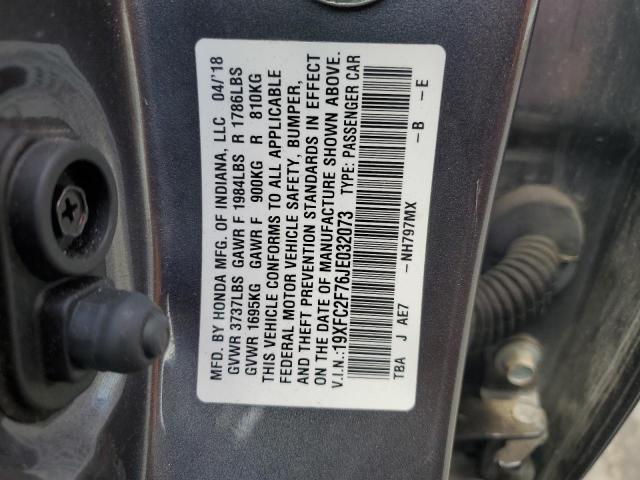 MFD. BY HONDA MFG. OF INDIANA, LLC 04/'18
GVWR 3737LBS GAWR F 1984LBS R 1786LBS
GVWR 1695KG GAWR F 900KG R 810KG
THIS VEHICLE CONFORMS TO ALL APPLICABLE
FEDERAL MOTOR VEHICLE SAFETY, BUMPER,
AND THEFT PREVENTION STANDARDS IN EFFECT
ON THE DATE OF MANUFACTURE SHOWN ABOVE.
V.I.N.:19XFC2F76JE032073 TYPE: PASSENGER CAR
TBA J AE7 -NH797MX -B -E